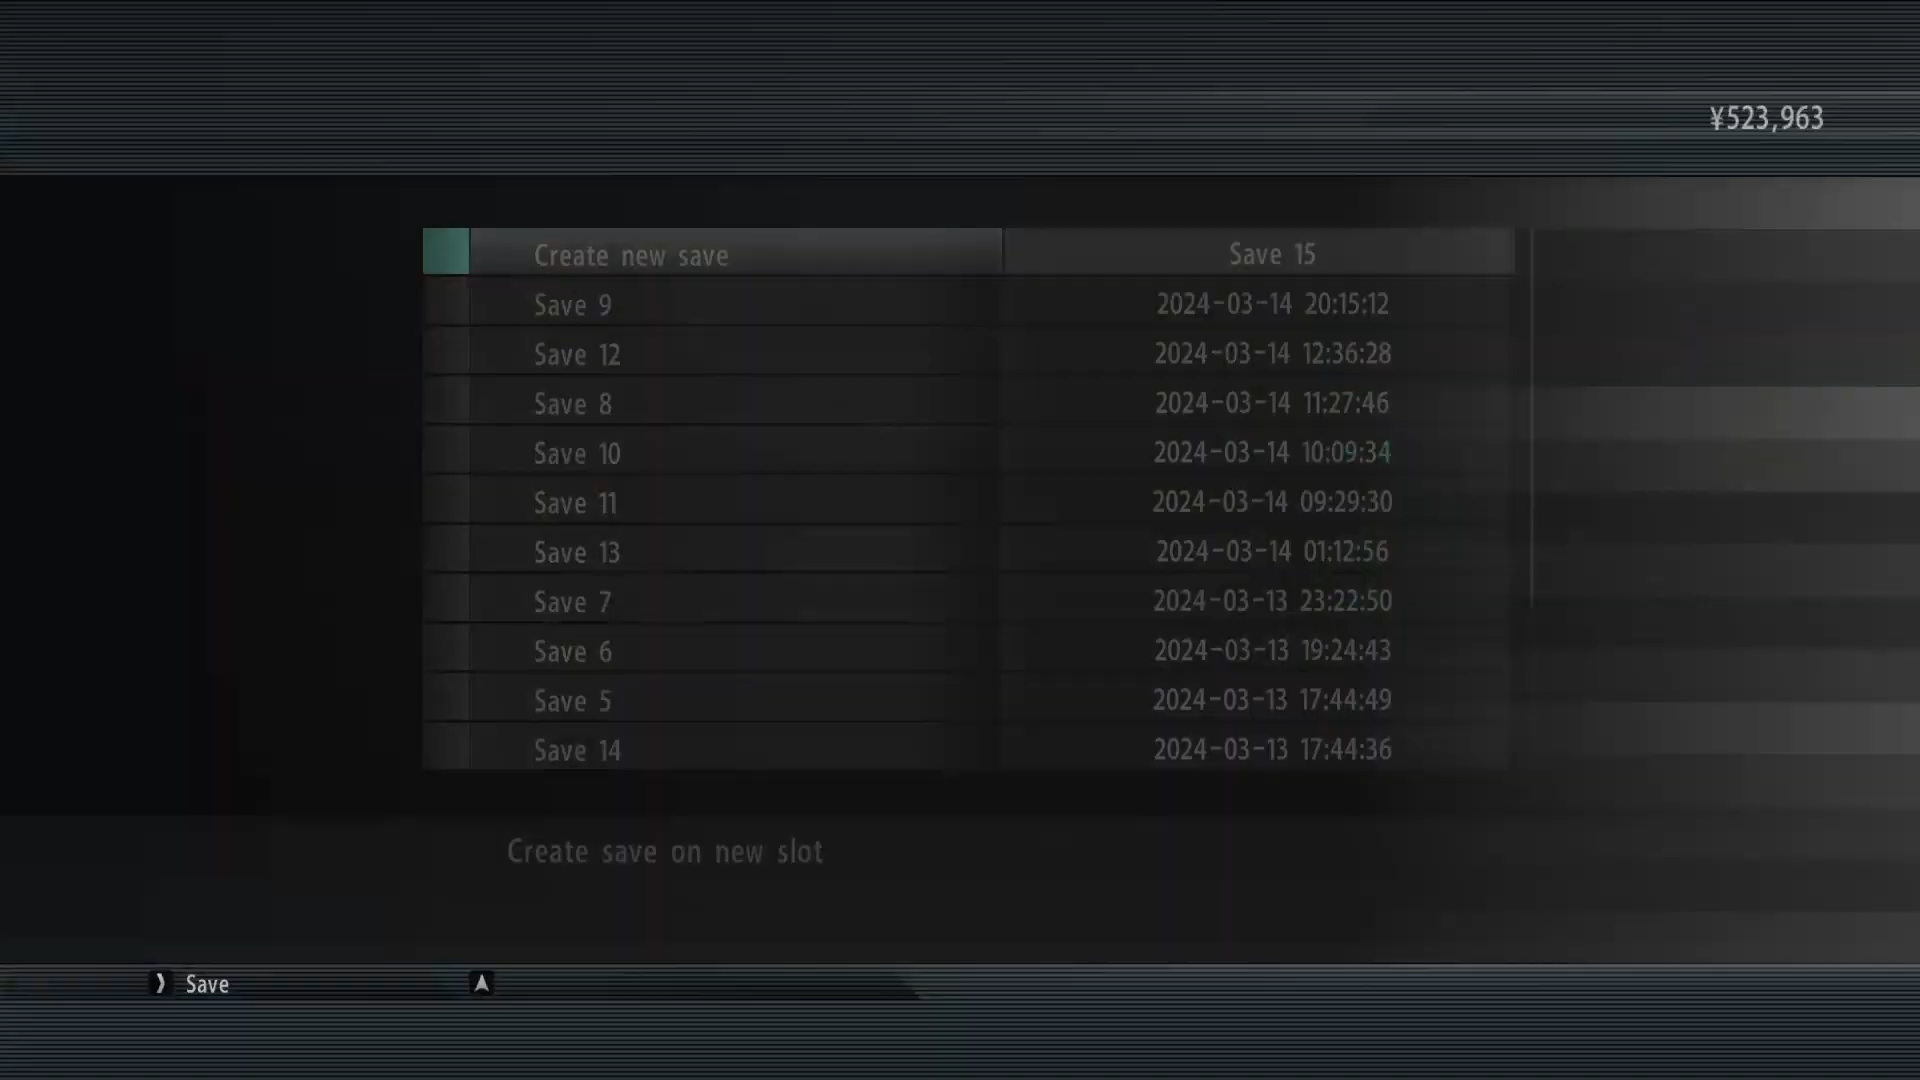 ¥523,963
Create new save Save 15
Save 9 2024-03-14 20:15:12
Save 12 2024-03-14 12:36:28
Save 8 2024-03-14 11:27:46
Save 10 2024-03-14 10:09:34
Save 11 2024-03-14 09:29:30
Save 13 2024-03-14 01:12:56
Save 7 2024-03-13 23:22:50
Save 6 2024-03-13 19:24:43
Save 5 2024-03-13 17:44:49
Save 14 2024-03-13 17:44:36
Create save on new slot
Save